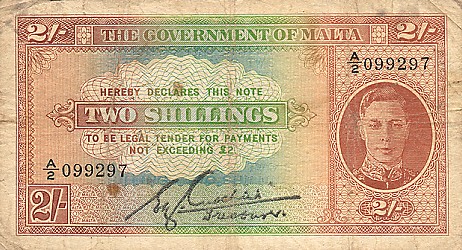 2/- THE GOVERNMENT OF MALTA 2/-
A/2 099297
HEREBY DECLARES THIS NOTE
TWO SHILLINGS
TO BE LEGAL TENDER FOR PAYMENTS
NOT EXCEEDING £2
A/2 099297
Treasurer.
2/- 2/-